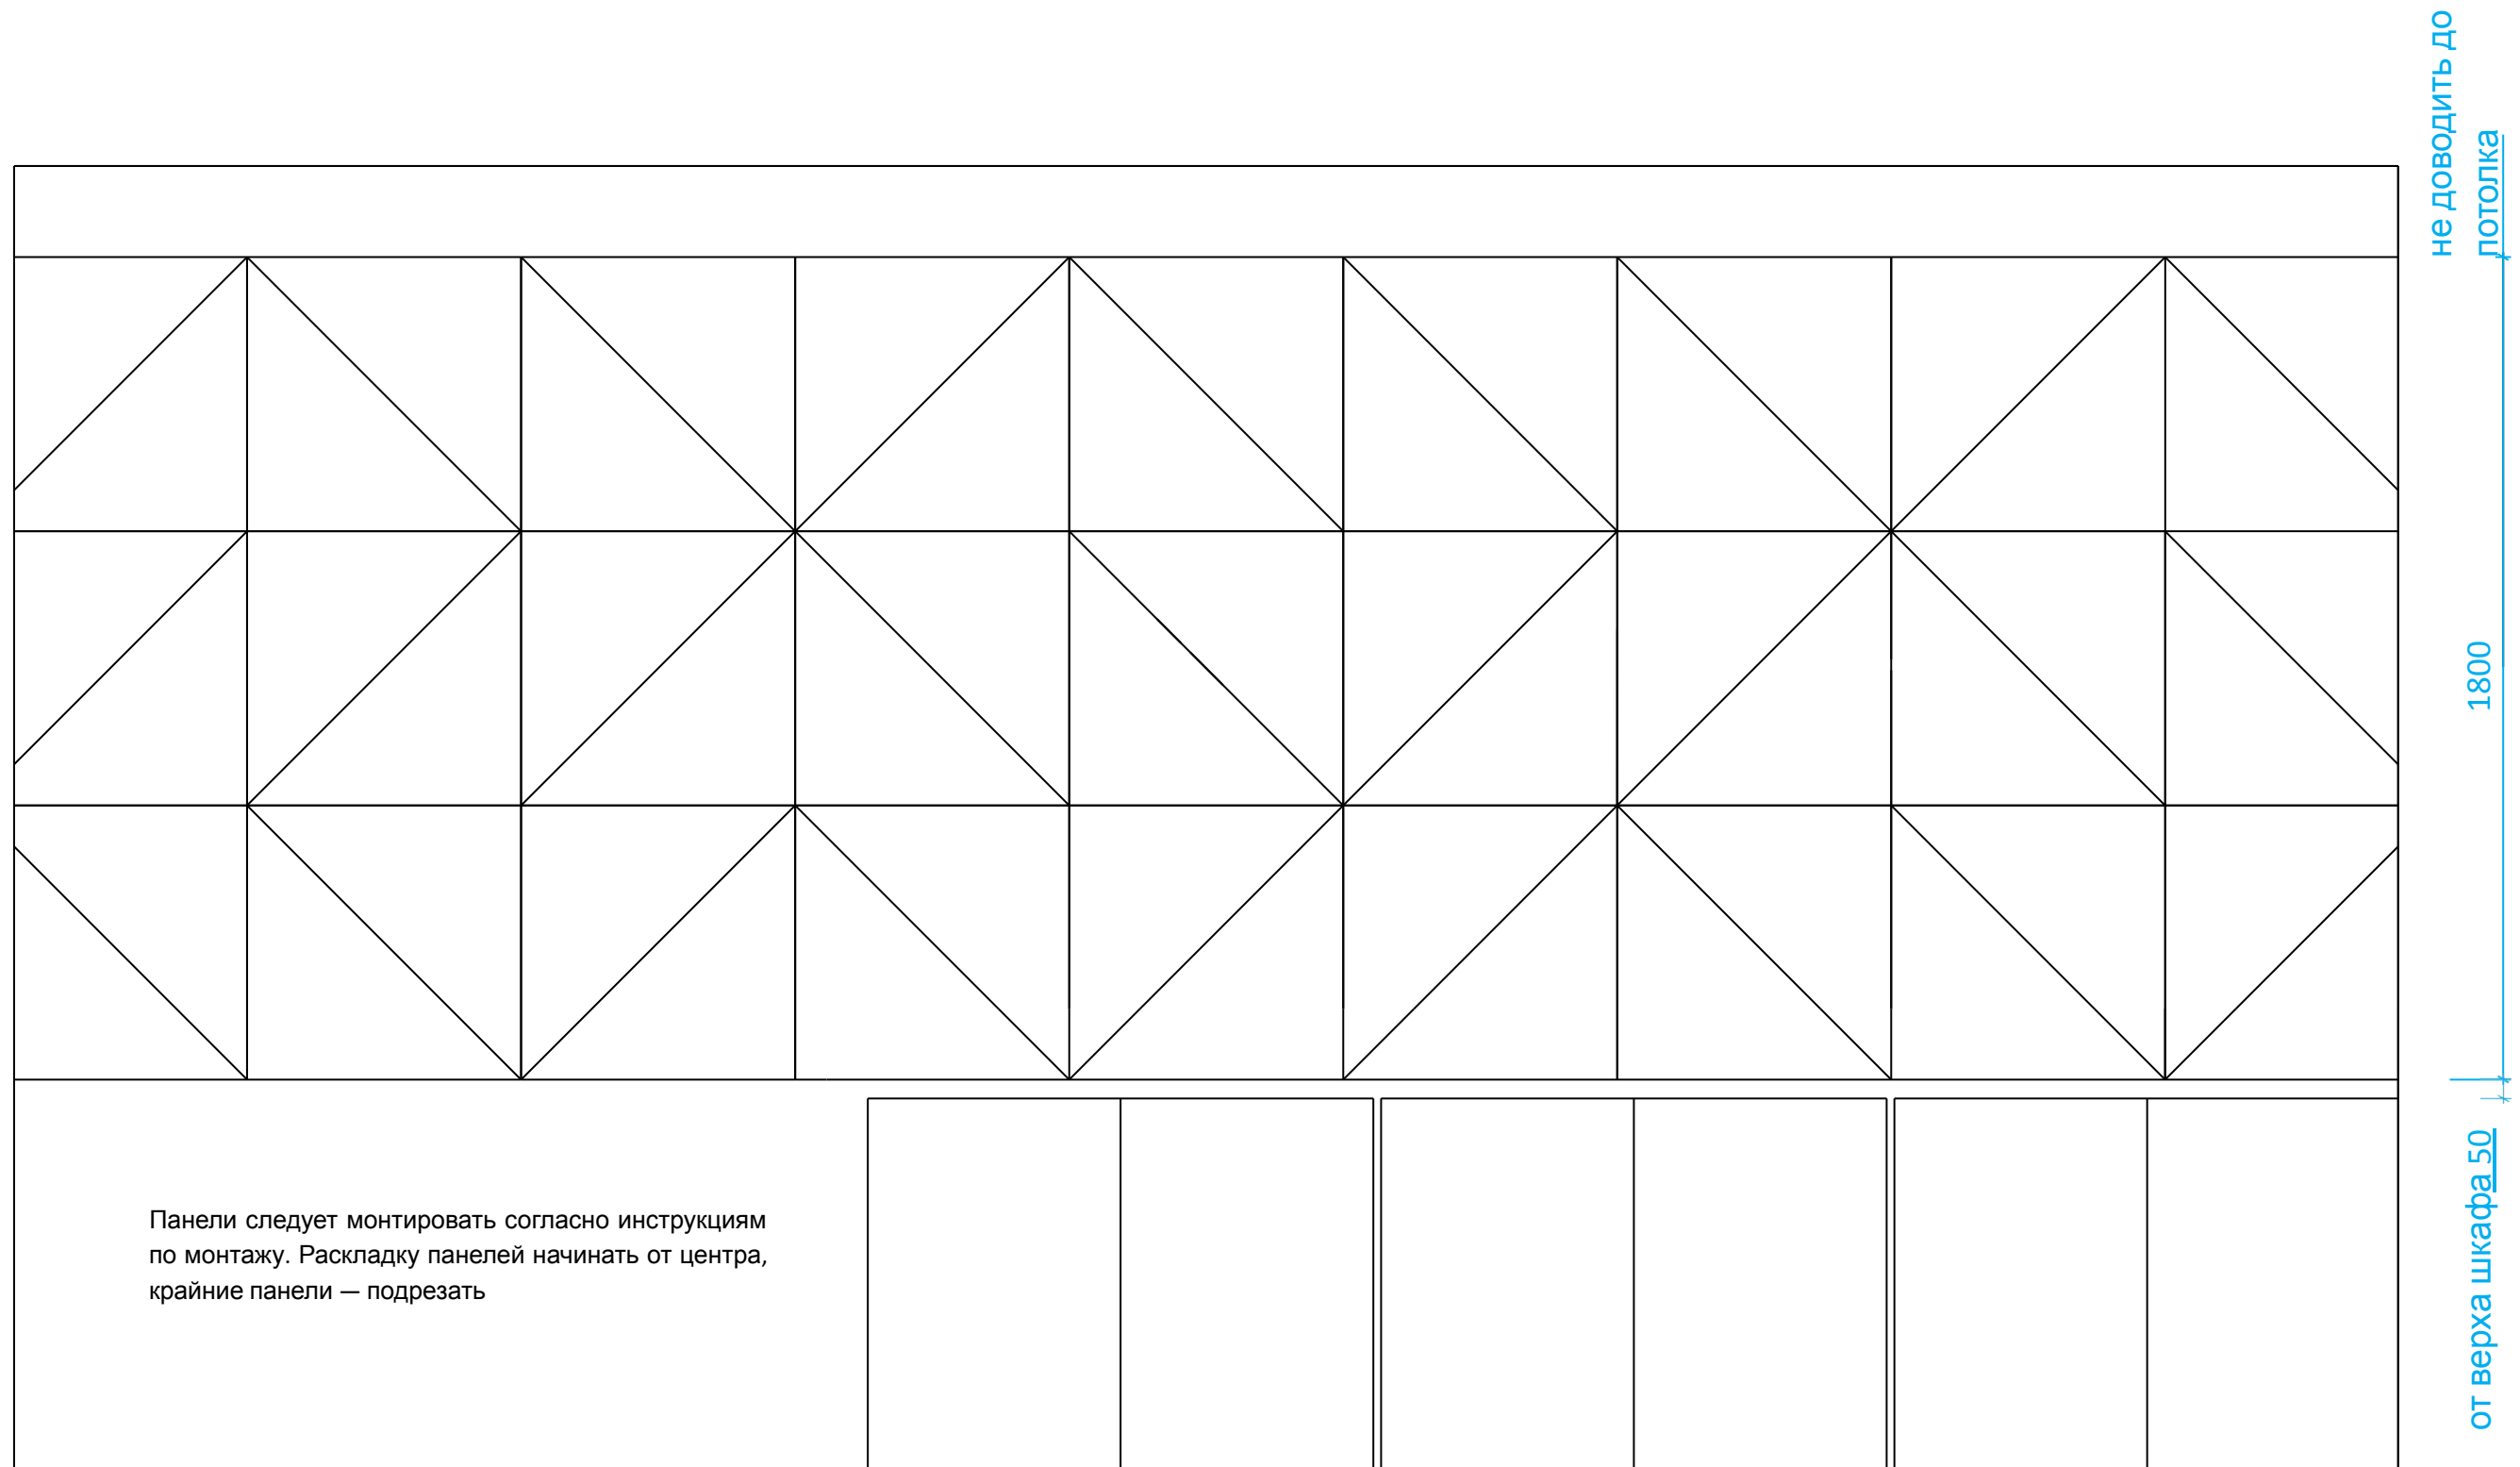 не доводить до
потолка
1800
от верха шкафа 50
Панели следует монтировать согласно инструкциям
по монтажу. Раскладку панелей начинать от центра,
крайние панели — подрезать